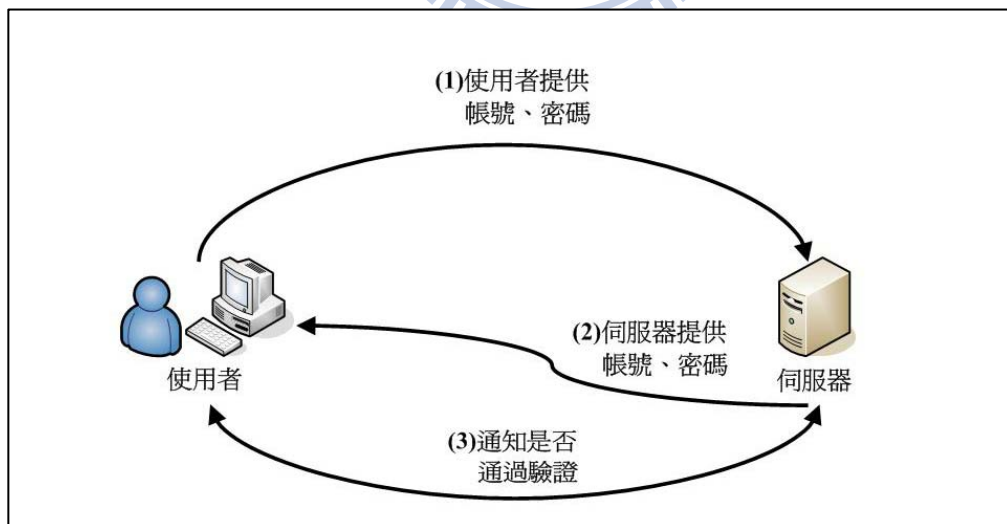 (1)使用者提供
帳號、密碼
(2)伺服器提供
帳號、密碼
使用者
伺服器
(3)通知是否
通過驗證